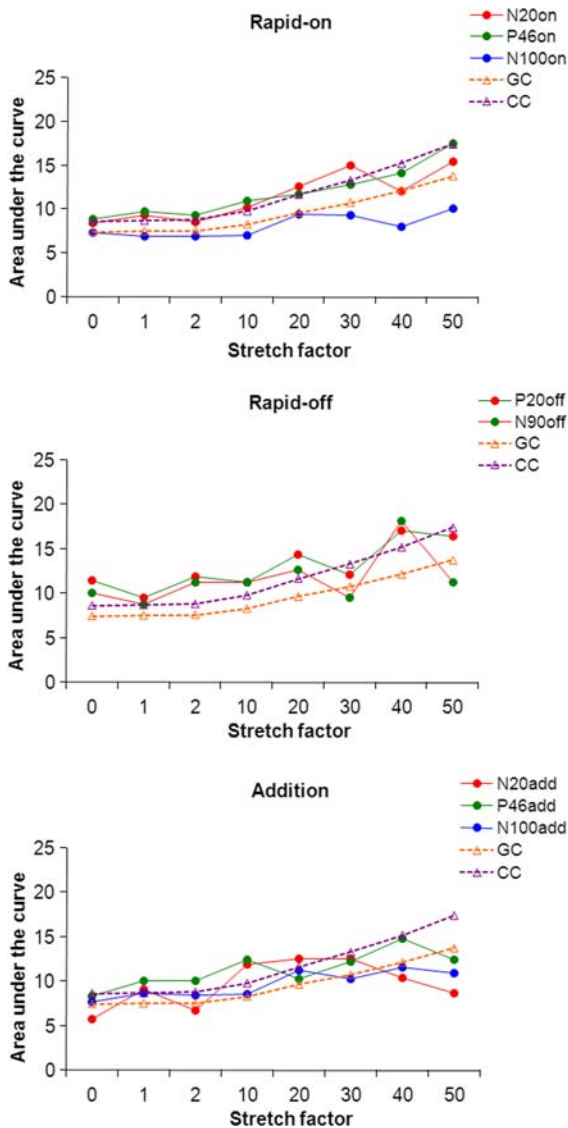 Rapid-on
N20on
P46on
N100on
GC
CC
Area under the curve
25
20
15
10
5
0
0 1 2 10 20 30 40 50
Stretch factor
Rapid-off
P20off
N90off
GC
CC
Area under the curve
25
20
15
10
5
0
0 1 2 10 20 30 40 50
Stretch factor
Addition
N20add
P46add
N100add
GC
CC
Area under the curve
25
20
15
10
5
0
0 1 2 10 20 30 40 50
Stretch factor